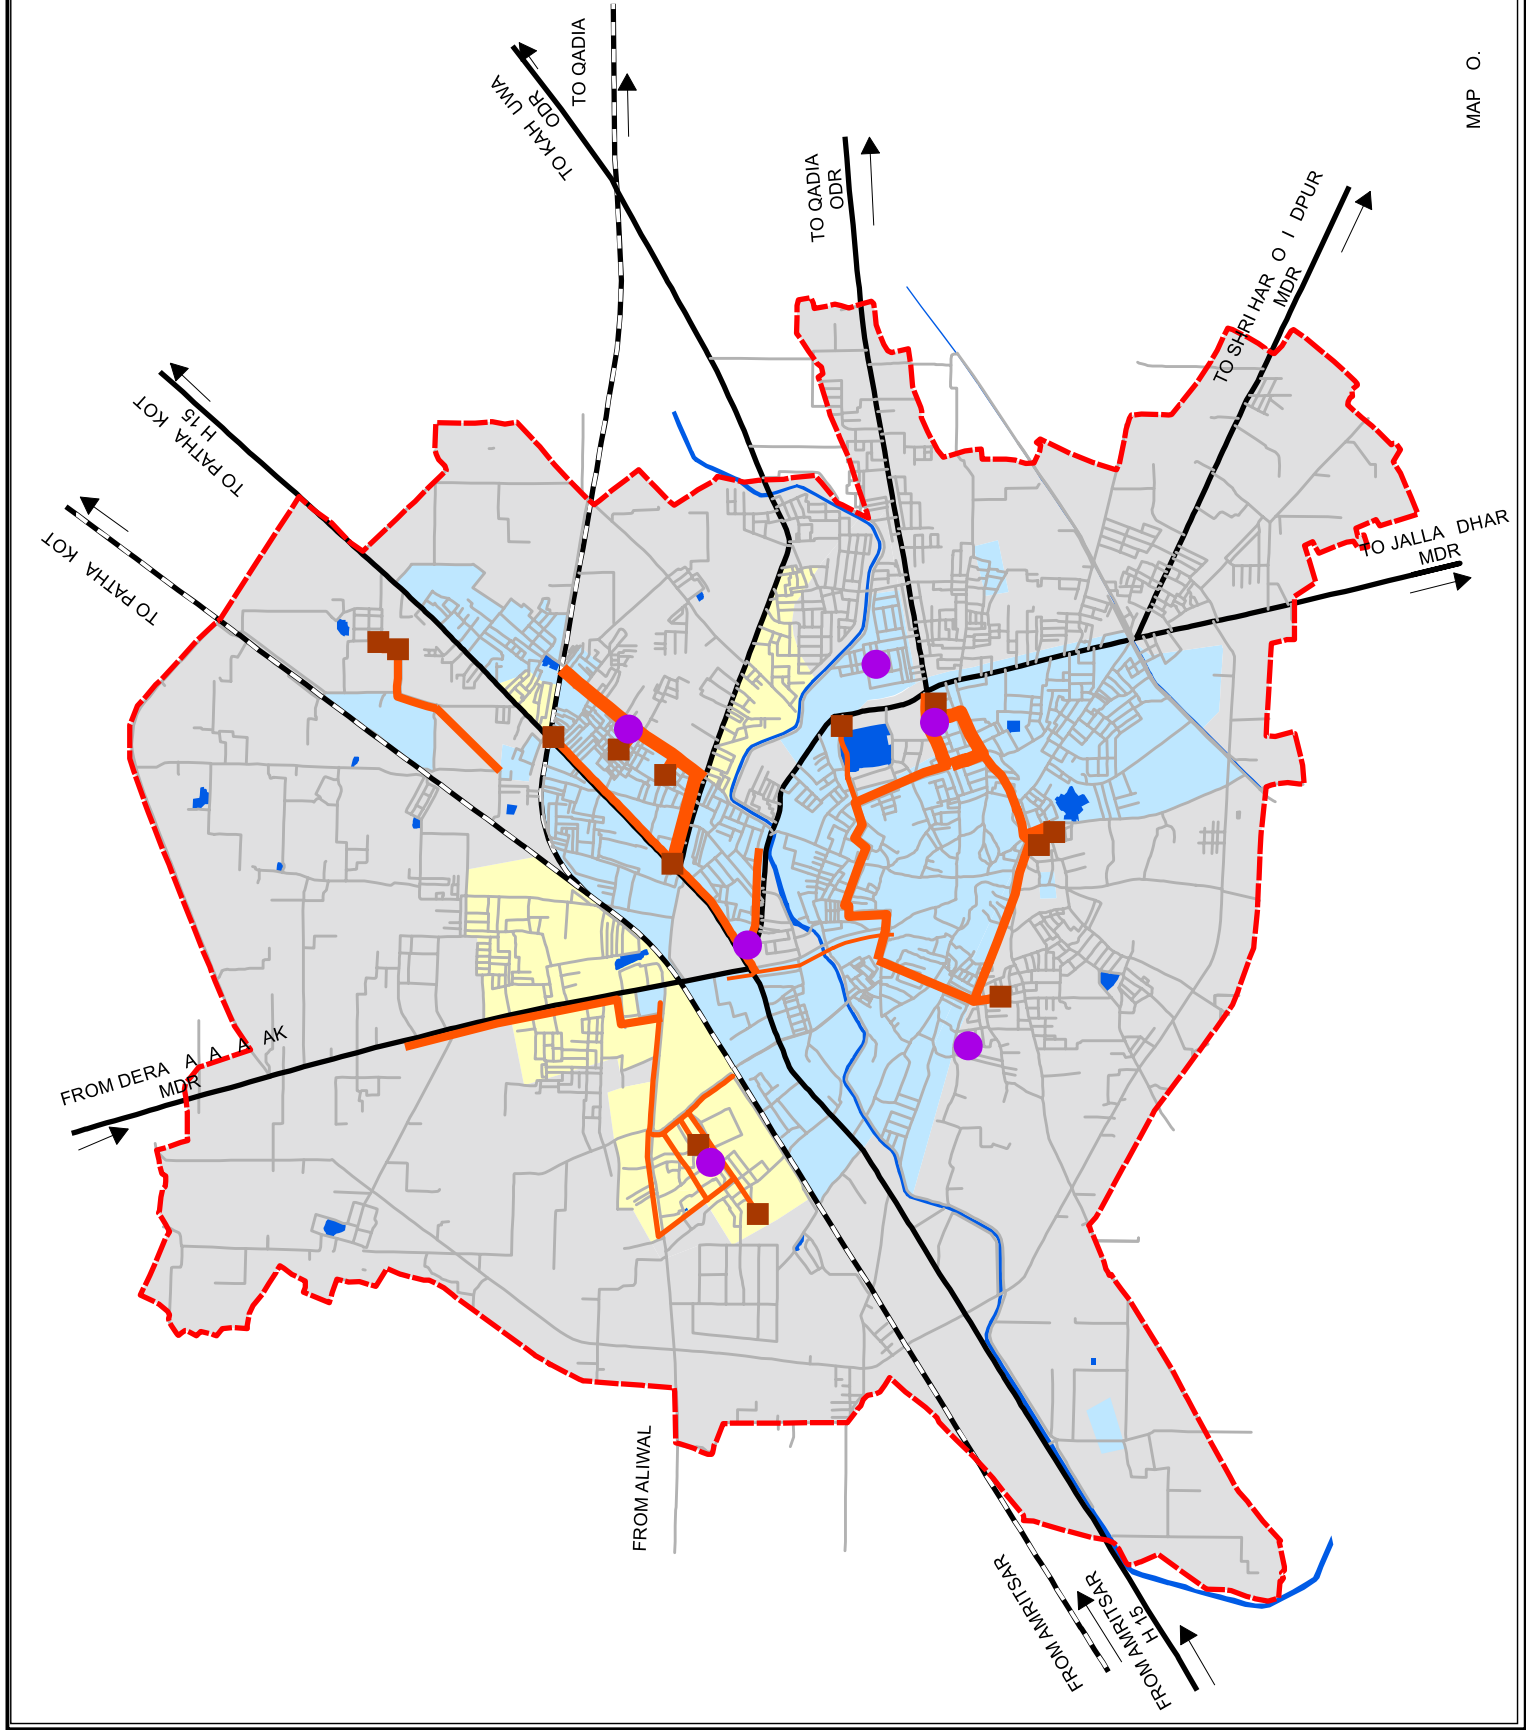 TO QADIA
TO KAH UWA
ODR
MAP O.
TO QADIA
ODR
TO SHRI HAR O I DPUR
MDR
TO PATHA KOT
H 15
TO PATHA KOT
TO JALLA DHAR
MDR
FROM DERA A A A AK
MDR
FROM ALIWAL
FROM AMRITSAR
FROM AMRITSAR
H 15